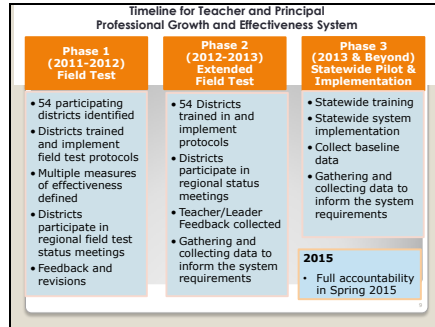 Timeline for Teacher and Principal
Professional Growth and Effectiveness System
Phase 1
(2011-2012)
Field Test
• 54 participating
districts identified
• Districts trained
and implement
field test protocols
• Multiple measures
of effectiveness
defined
• Districts
participate in
regional field test
status meetings
• Feedback and
revisions
Phase 2
(2012-2013)
Extended
Field Test
• 54 Districts
trained in and
implement
protocols
• Districts
participate in
regional status
meetings
• Teacher/Leader
Feedback collected
• Gathering and
collecting data to
inform the system
requirements
Phase 3
(2013 & Beyond)
Statewide Pilot &
Implementation
• Statewide training
• Statewide system
implementation
• Collect baseline
data
• Gathering and
collecting data to
inform the system
requirements
2015
• Full accountability
in Spring 2015